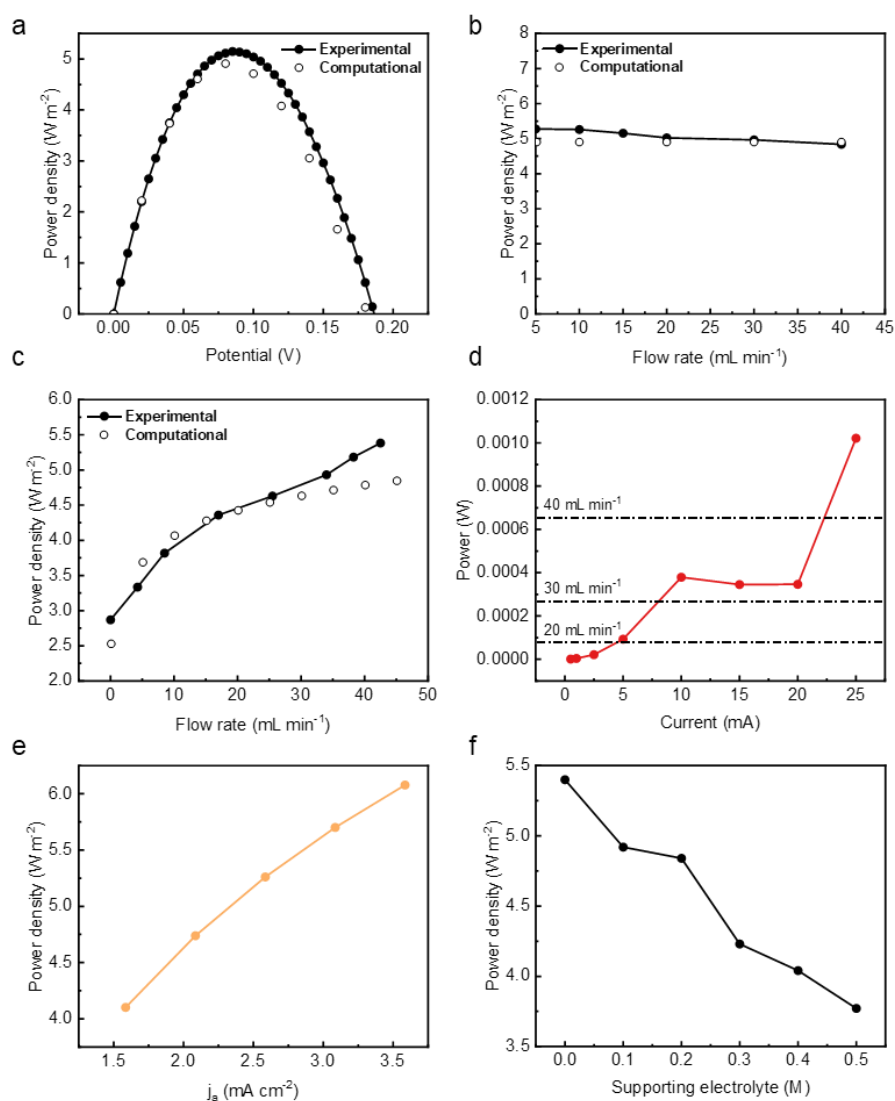 a
Experimental
Computational
Power density (W m⁻²)
5
4
3
2
1
0
0.00 0.05 0.10 0.15 0.20
Potential (V)
b
Experimental
Computational
Power density (W m⁻²)
8
7
6
5
4
3
2
1
0
5 10 15 20 25 30 35 40 45
Flow rate (mL min⁻¹)
c
Experimental
Computational
Power density (W m⁻²)
6.0
5.5
5.0
4.5
4.0
3.5
3.0
2.5
2.0
0 10 20 30 40 50
Flow rate (mL min⁻¹)
d
Power (W)
0.0012
0.0010
0.0008
0.0006
0.0004
0.0002
0.0000
40 mL min⁻¹
30 mL min⁻¹
20 mL min⁻¹
0 5 10 15 20 25
Current (mA)
e
Power density (W m⁻²)
6.0
5.5
5.0
4.5
4.0
1.5 2.0 2.5 3.0 3.5
jₐ (mA cm⁻²)
f
Power density (W m⁻²)
5.5
5.0
4.5
4.0
3.5
0.0 0.1 0.2 0.3 0.4 0.5
Supporting electrolyte (M)